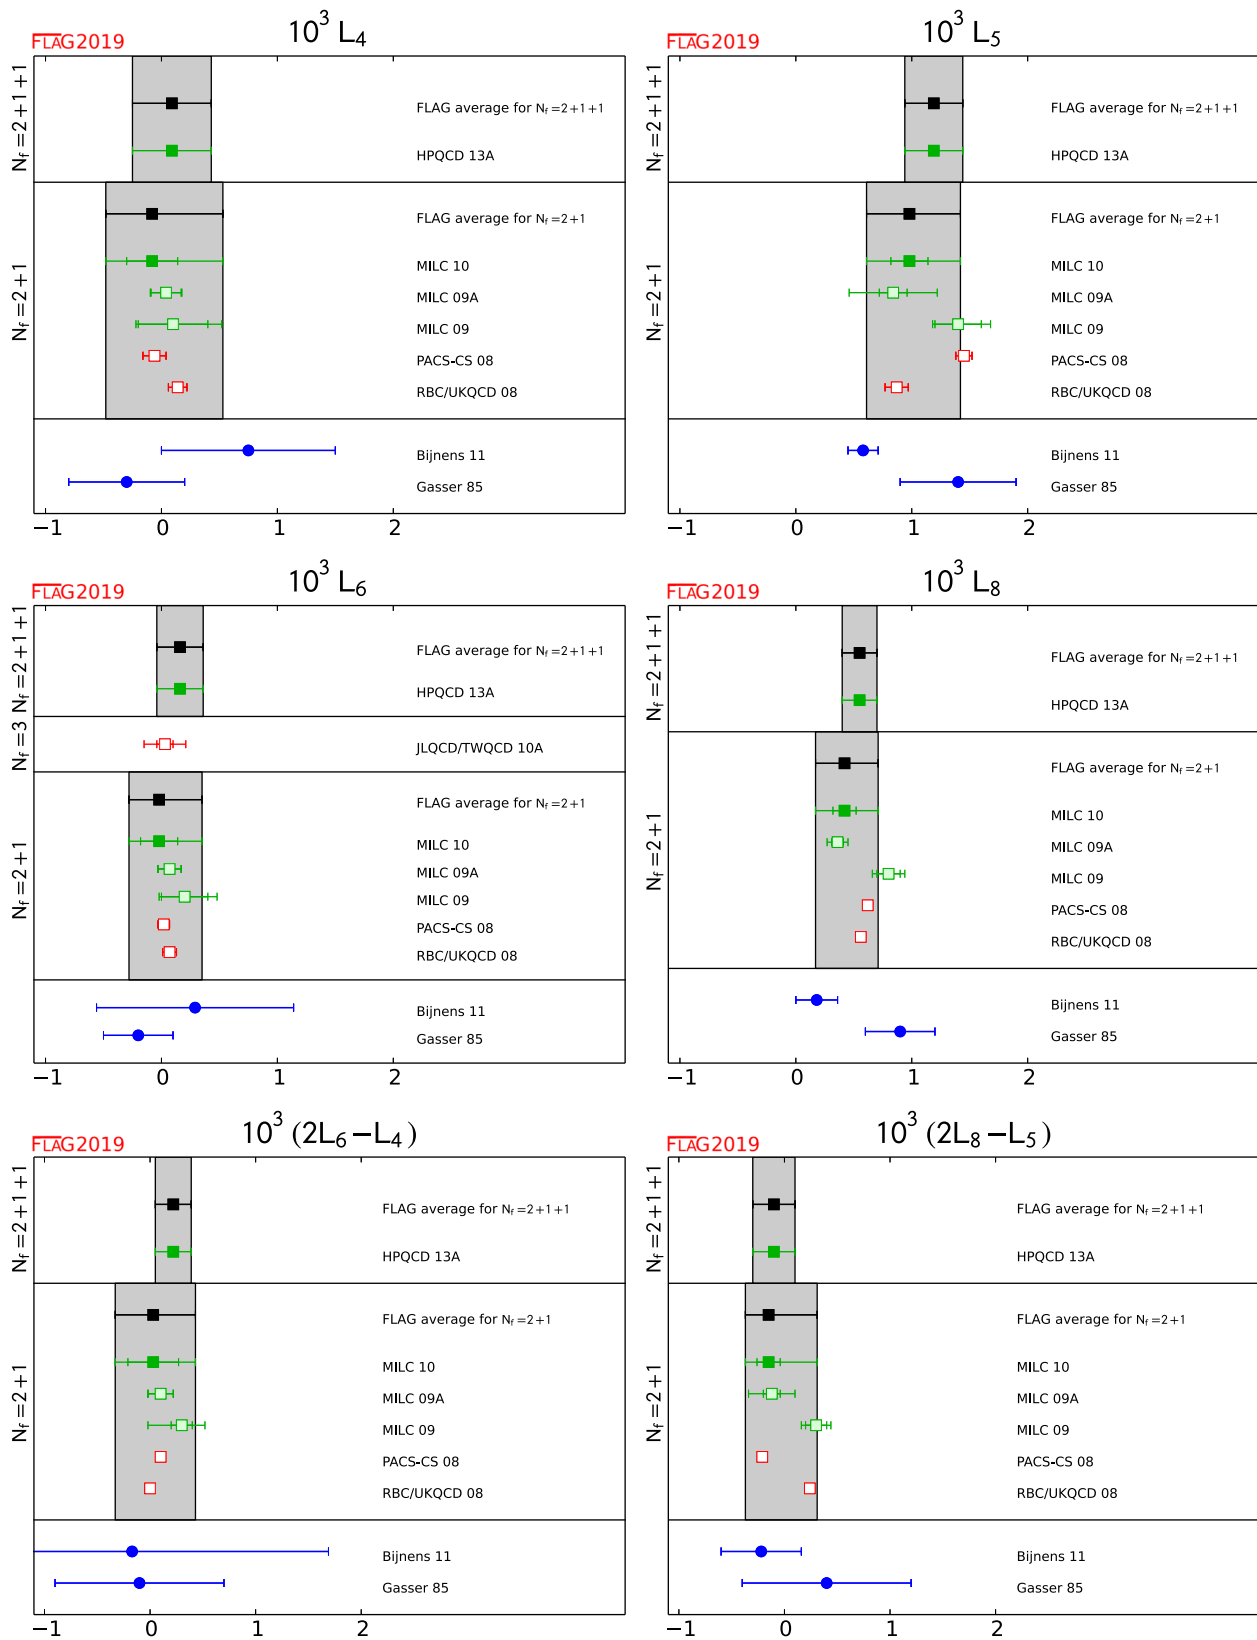 FLAG2019
10³ L₄
N_f=2+1+1
FLAG average for N_f=2+1+1
HPQCD 13A
N_f=2+1
FLAG average for N_f=2+1
MILC 10
MILC 09A
MILC 09
PACS-CS 08
RBC/UKQCD 08
Bijnens 11
Gasser 85
−1 0 1 2
FLAG2019
10³ L₅
N_f=2+1+1
FLAG average for N_f=2+1+1
HPQCD 13A
N_f=2+1
FLAG average for N_f=2+1
MILC 10
MILC 09A
MILC 09
PACS-CS 08
RBC/UKQCD 08
Bijnens 11
Gasser 85
−1 0 1 2
FLAG2019
10³ L₆
N_f=2+1+1
FLAG average for N_f=2+1+1
HPQCD 13A
N_f=3
JLQCD/TWQCD 10A
N_f=2+1
FLAG average for N_f=2+1
MILC 10
MILC 09A
MILC 09
PACS-CS 08
RBC/UKQCD 08
Bijnens 11
Gasser 85
−1 0 1 2
FLAG2019
10³ L₈
N_f=2+1+1
FLAG average for N_f=2+1+1
HPQCD 13A
N_f=2+1
FLAG average for N_f=2+1
MILC 10
MILC 09A
MILC 09
PACS-CS 08
RBC/UKQCD 08
Bijnens 11
Gasser 85
−1 0 1 2
FLAG2019
10³ (2L₆−L₄)
N_f=2+1+1
FLAG average for N_f=2+1+1
HPQCD 13A
N_f=2+1
FLAG average for N_f=2+1
MILC 10
MILC 09A
MILC 09
PACS-CS 08
RBC/UKQCD 08
Bijnens 11
Gasser 85
−1 0 1 2
FLAG2019
10³ (2L₈−L₅)
N_f=2+1+1
FLAG average for N_f=2+1+1
HPQCD 13A
N_f=2+1
FLAG average for N_f=2+1
MILC 10
MILC 09A
MILC 09
PACS-CS 08
RBC/UKQCD 08
Bijnens 11
Gasser 85
−1 0 1 2